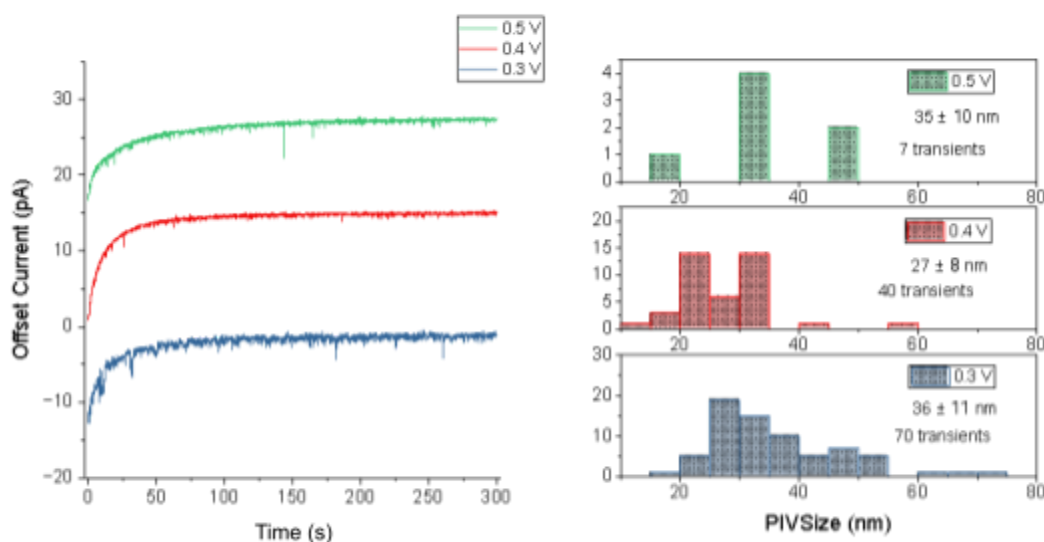 0.5 V
0.4 V
0.3 V
Offset Current (pA)
30
20
10
0
−10
−20
0
50
100
150
200
250
300
Time (s)
4
3
2
1
0
0.5 V
35 ± 10 nm
7 transients
20
40
60
80
20
15
10
5
0
0.4 V
27 ± 8 nm
40 transients
20
40
60
80
30
20
10
0
0.3 V
36 ± 11 nm
70 transients
20
40
60
80
PIVSize (nm)